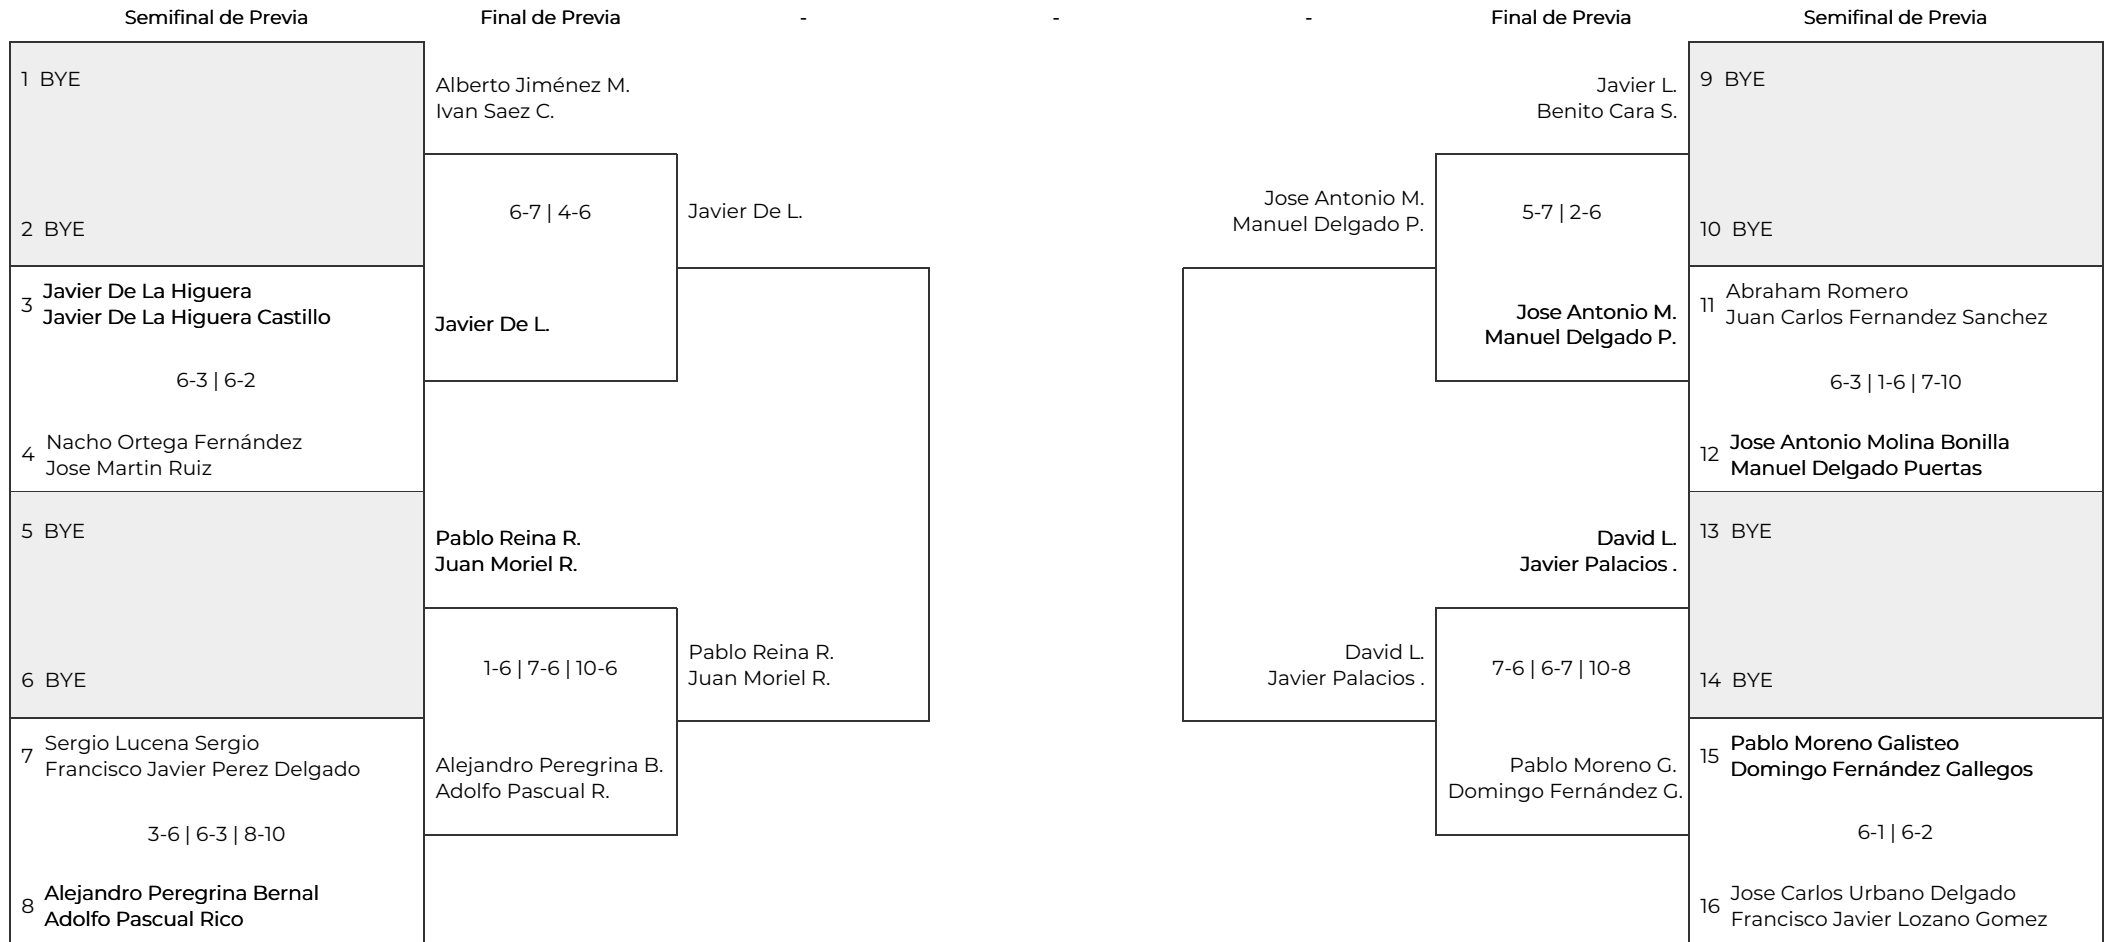 Semifinal de Previa
Final de Previa
-
-
-
Final de Previa
Semifinal de Previa
1 BYE
2 BYE
3 Javier De La Higuera
Javier De La Higuera Castillo
6-3 | 6-2
4 Nacho Ortega Fernández
Jose Martin Ruiz
5 BYE
6 BYE
7 Sergio Lucena Sergio
Francisco Javier Perez Delgado
3-6 | 6-3 | 8-10
8 Alejandro Peregrina Bernal
Adolfo Pascual Rico
Alberto Jiménez M.
Ivan Saez C.
6-7 | 4-6
Javier De L.
Pablo Reina R.
Juan Moriel R.
1-6 | 7-6 | 10-6
Alejandro Peregrina B.
Adolfo Pascual R.
Javier De L.
Pablo Reina R.
Juan Moriel R.
Jose Antonio M.
Manuel Delgado P.
David L.
Javier Palacios .
Javier L.
Benito Cara S.
5-7 | 2-6
Jose Antonio M.
Manuel Delgado P.
David L.
Javier Palacios .
7-6 | 6-7 | 10-8
Pablo Moreno G.
Domingo Fernández G.
9 BYE
10 BYE
11 Abraham Romero
Juan Carlos Fernandez Sanchez
6-3 | 1-6 | 7-10
12 Jose Antonio Molina Bonilla
Manuel Delgado Puertas
13 BYE
14 BYE
15 Pablo Moreno Galisteo
Domingo Fernández Gallegos
6-1 | 6-2
16 Jose Carlos Urbano Delgado
Francisco Javier Lozano Gomez